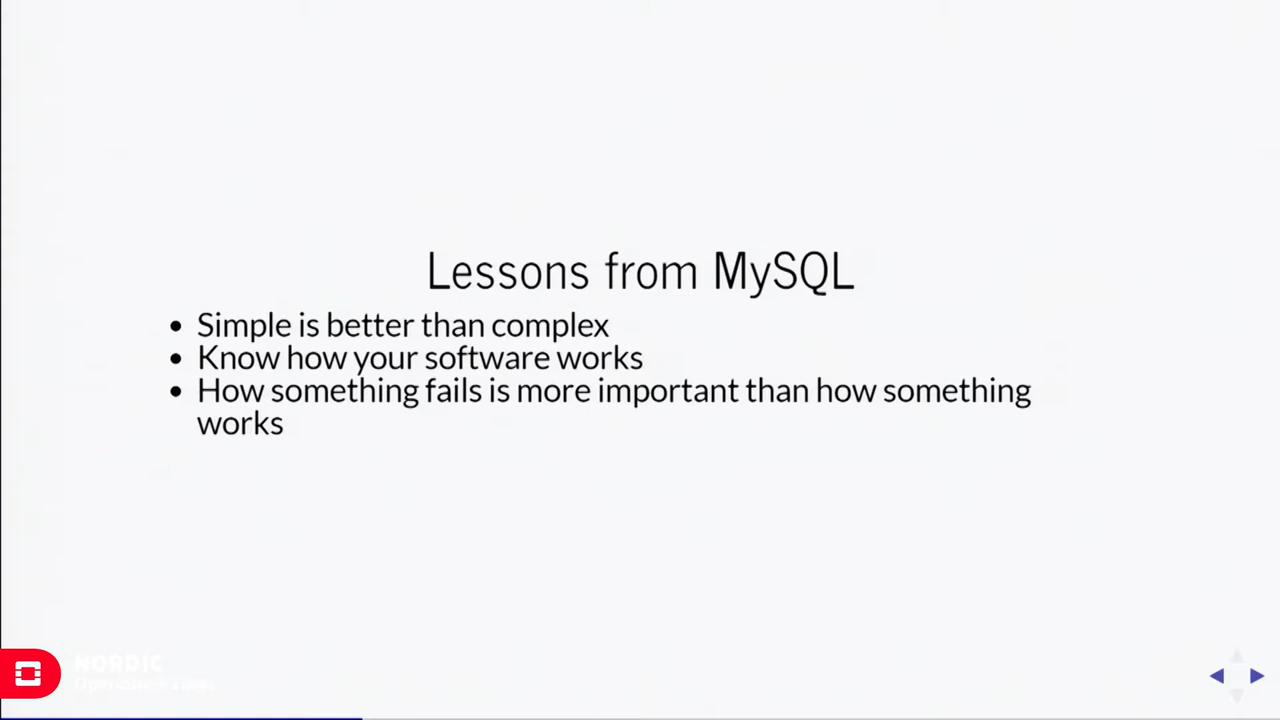 Lessons from MySQL
• Simple is better than complex
• Know how your software works
• How something fails is more important than how something
works
NORDIC